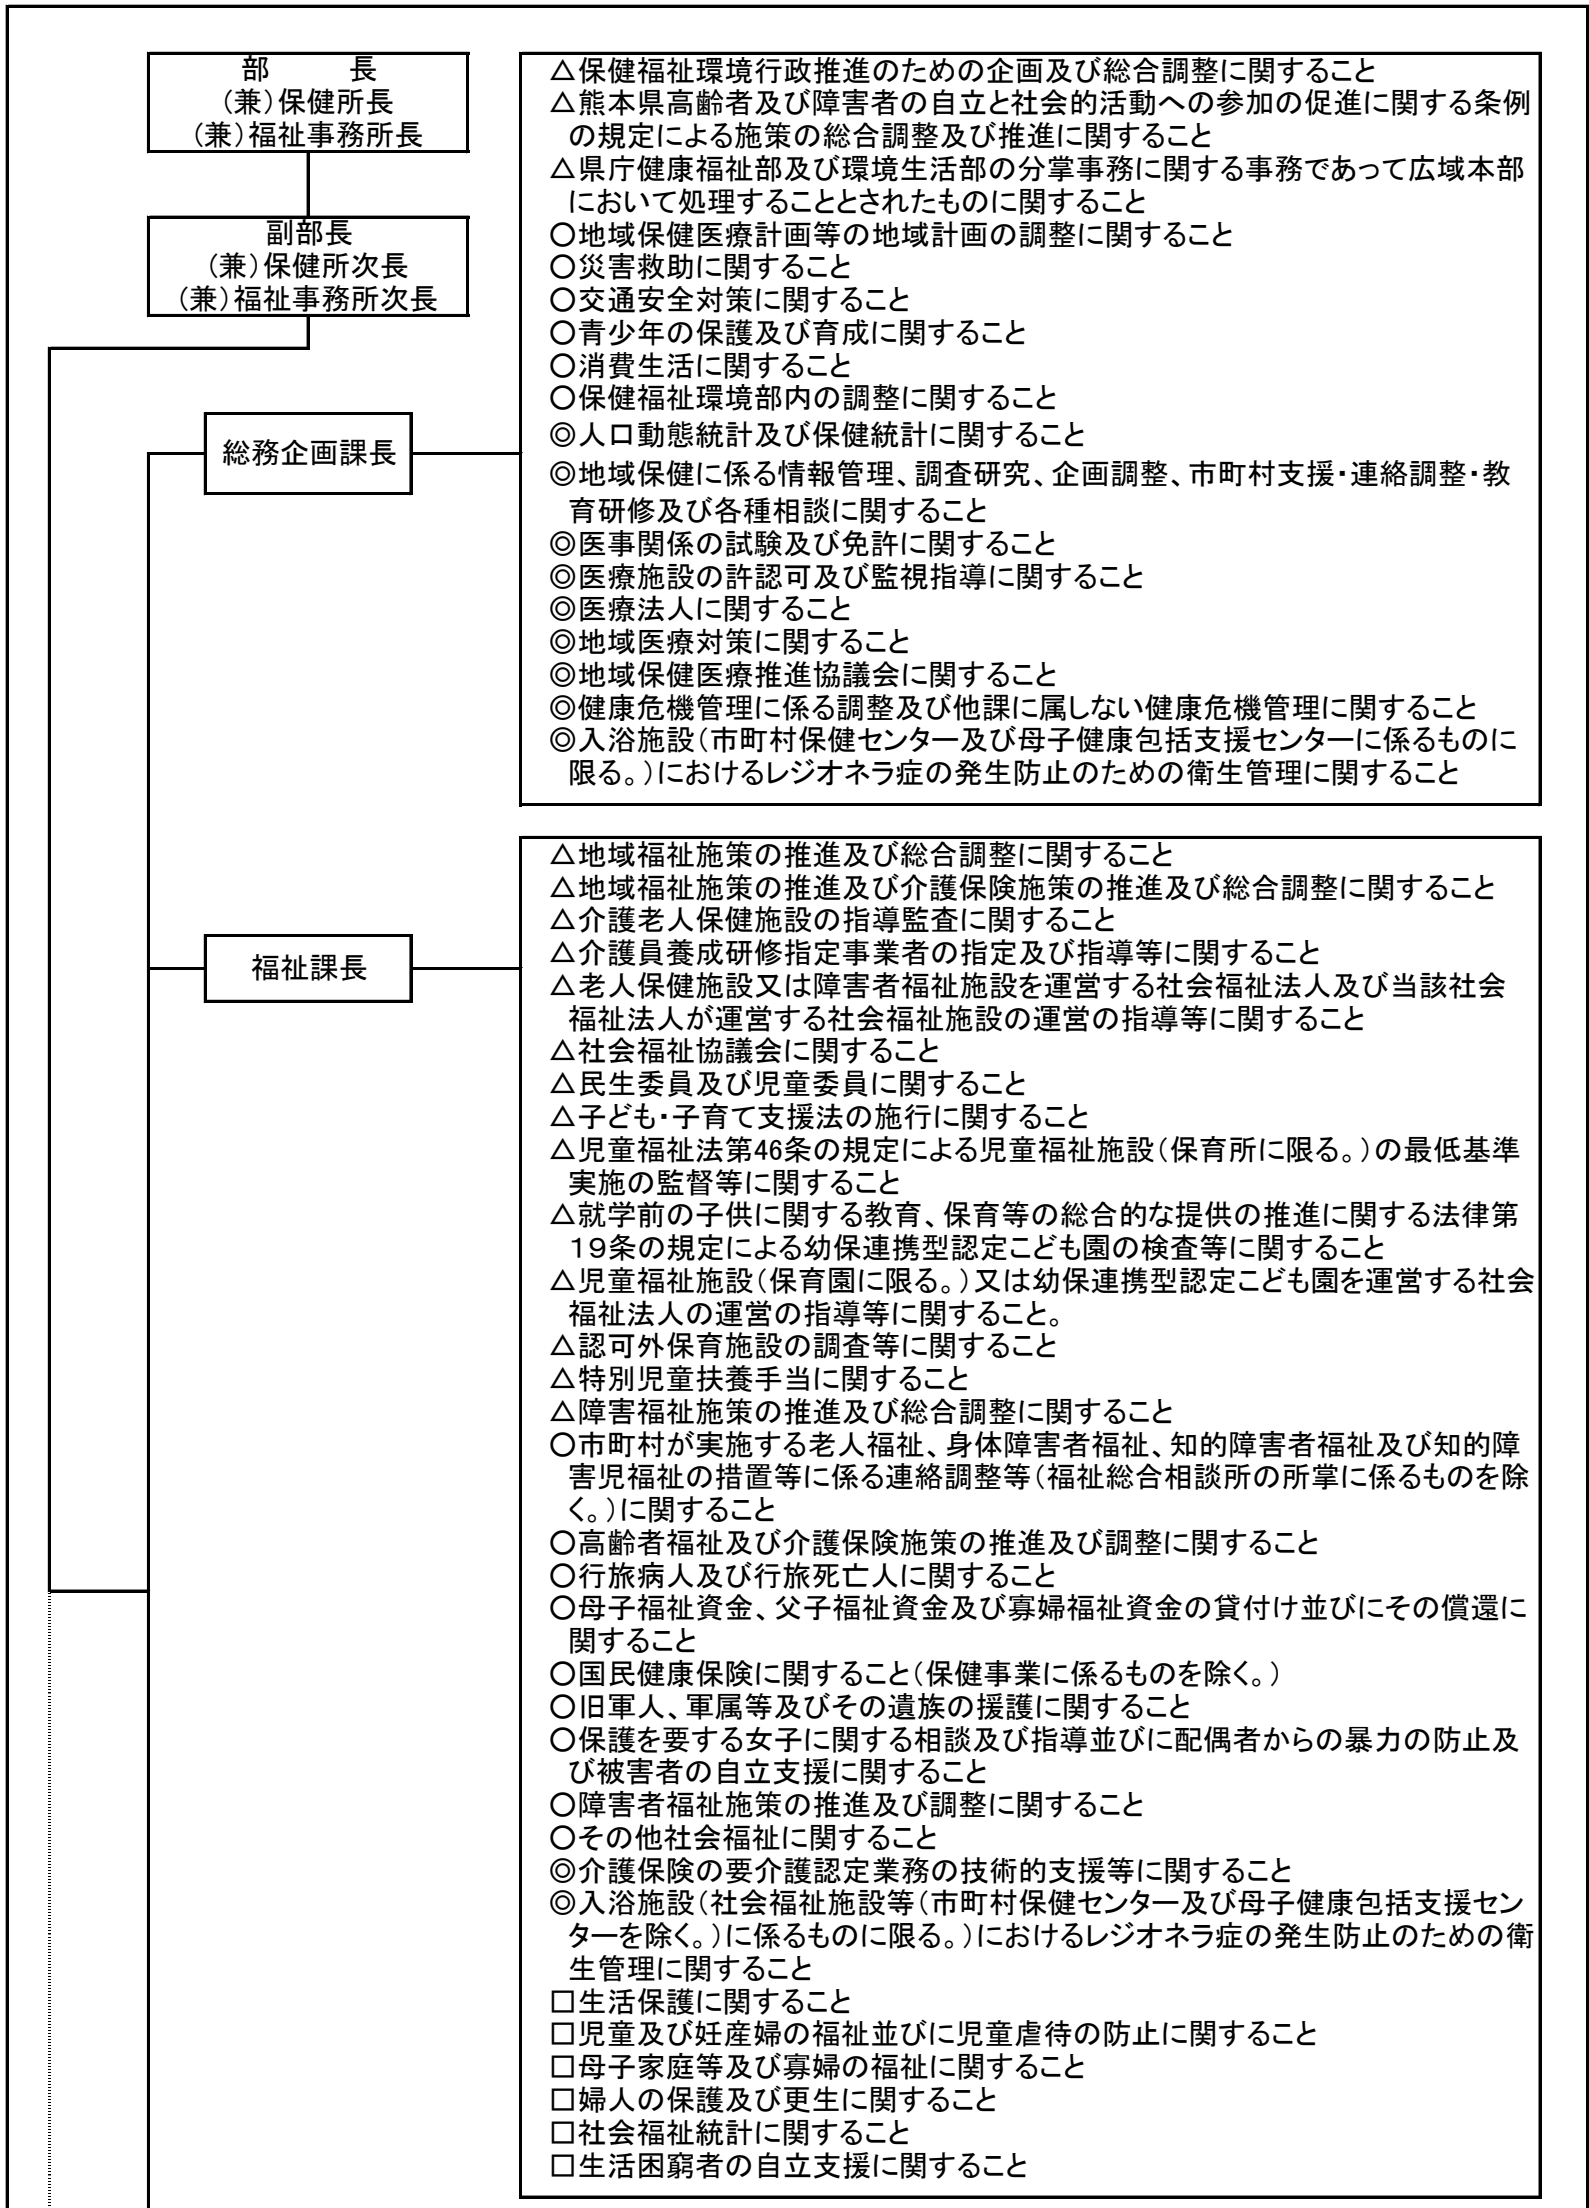 部　　　長
（兼）保健所長
（兼）福祉事務所長
副部長
（兼）保健所次長
（兼）福祉事務所次長
総務企画課長
△保健福祉環境行政推進のための企画及び総合調整に関すること
△熊本県高齢者及び障害者の自立と社会的活動への参加の促進に関する条例
の規定による施策の総合調整及び推進に関すること
△県庁健康福祉部及び環境生活部の分掌事務に関する事務であって広域本部
において処理することとされたものに関すること
○地域保健医療計画等の地域計画の調整に関すること
○災害救助に関すること
○交通安全対策に関すること
○青少年の保護及び育成に関すること
○消費生活に関すること
○保健福祉環境部内の調整に関すること
◎人口動態統計及び保健統計に関すること
◎地域保健に係る情報管理、調査研究、企画調整、市町村支援・連絡調整・教
育研修及び各種相談に関すること
◎医事関係の試験及び免許に関すること
◎医療施設の許認可及び監視指導に関すること
◎医療法人に関すること
◎地域医療対策に関すること
◎地域保健医療推進協議会に関すること
◎健康危機管理に係る調整及び他課に属しない健康危機管理に関すること
◎入浴施設（市町村保健センター及び母子健康包括支援センターに係るものに
限る。）におけるレジオネラ症の発生防止のための衛生管理に関すること
福祉課長
△地域福祉施策の推進及び総合調整に関すること
△地域福祉施策の推進及び介護保険施策の推進及び総合調整に関すること
△介護老人保健施設の指導監査に関すること
△介護員養成研修指定事業者の指定及び指導等に関すること
△老人保健施設又は障害者福祉施設を運営する社会福祉法人及び当該社会
福祉法人が運営する社会福祉施設の運営の指導等に関すること
△社会福祉協議会に関すること
△民生委員及び児童委員に関すること
△子ども・子育て支援法の施行に関すること
△児童福祉法第46条の規定による児童福祉施設（保育所に限る。）の最低基準
実施の監督等に関すること
△就学前の子供に関する教育、保育等の総合的な提供の推進に関する法律第
１９条の規定による幼保連携型認定こども園の検査等に関すること
△児童福祉施設（保育園に限る。）又は幼保連携型認定こども園を運営する社会
福祉法人の運営の指導等に関すること。
△認可外保育施設の調査等に関すること
△特別児童扶養手当に関すること
△障害福祉施策の推進及び総合調整に関すること
○市町村が実施する老人福祉、身体障害者福祉、知的障害者福祉及び知的障
害児福祉の措置等に係る連絡調整等（福祉総合相談所の所掌に係るものを除
く。）に関すること
○高齢者福祉及び介護保険施策の推進及び調整に関すること
○行旅病人及び行旅死亡人に関すること
○母子福祉資金、父子福祉資金及び寡婦福祉資金の貸付け並びにその償還に
関すること
○国民健康保険に関すること（保健事業に係るものを除く。）
○旧軍人、軍属等及びその遺族の援護に関すること
○保護を要する女子に関する相談及び指導並びに配偶者からの暴力の防止及
び被害者の自立支援に関すること
○障害者福祉施策の推進及び調整に関すること
○その他社会福祉に関すること
◎介護保険の要介護認定業務の技術的支援等に関すること
◎入浴施設（社会福祉施設等（市町村保健センター及び母子健康包括支援セン
ターを除く。）に係るものに限る。）におけるレジオネラ症の発生防止のための衛
生管理に関すること
□生活保護に関すること
□児童及び妊産婦の福祉並びに児童虐待の防止に関すること
□母子家庭等及び寡婦の福祉に関すること
□婦人の保護及び更生に関すること
□社会福祉統計に関すること
□生活困窮者の自立支援に関すること